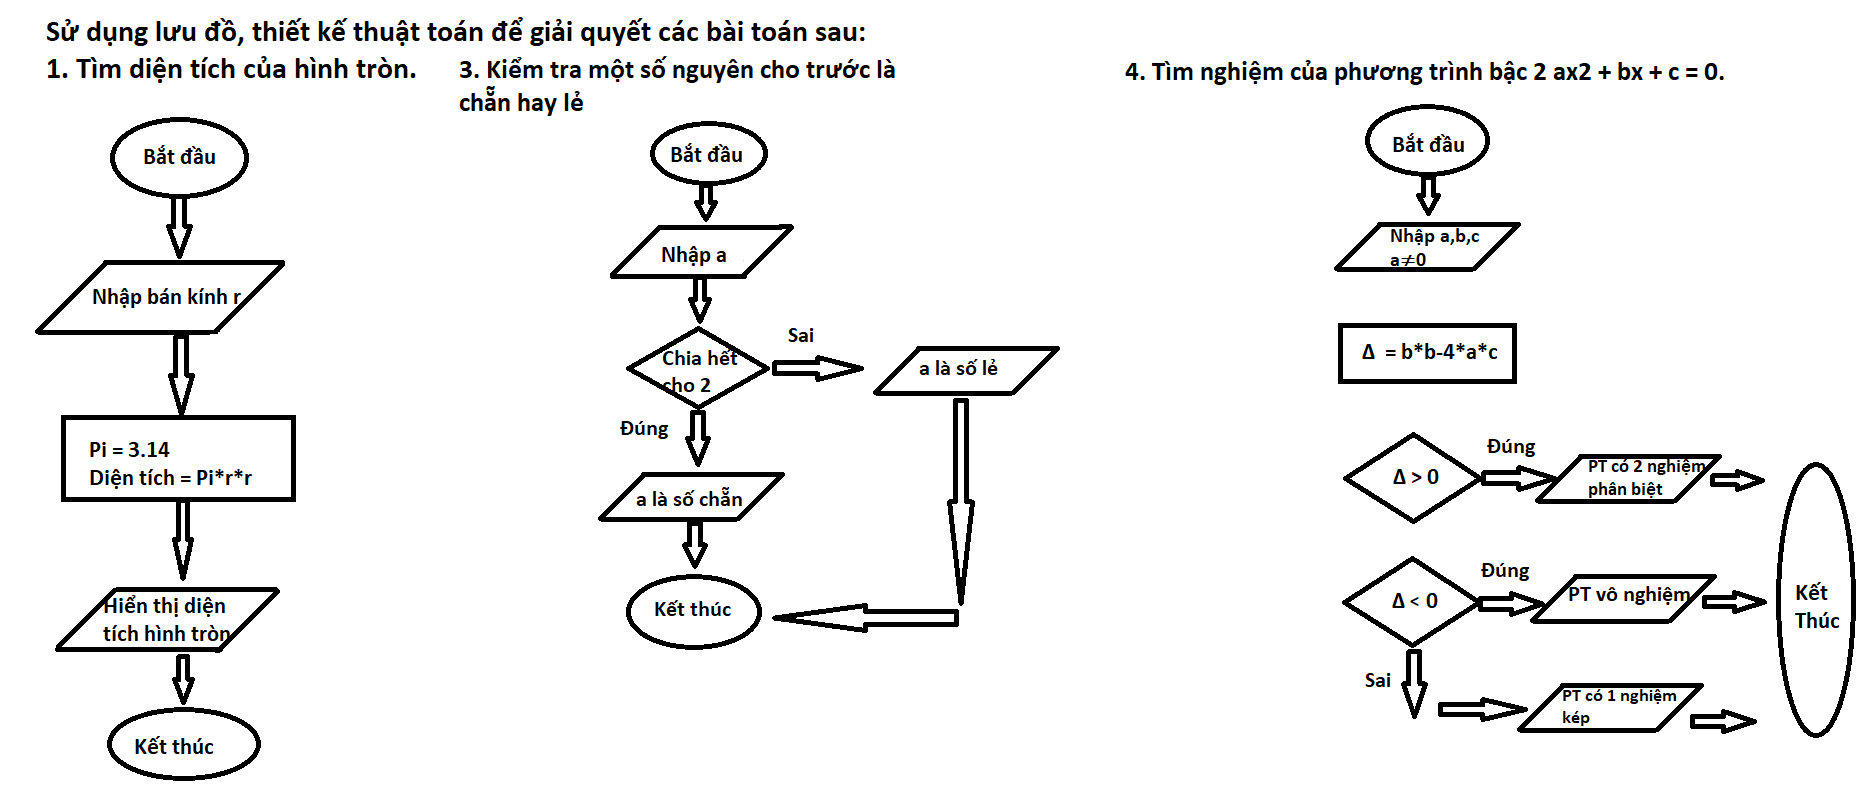 Sử dụng lưu đồ, thiết kế thuật toán để giải quyết các bài toán sau:
1. Tìm diện tích của hình tròn.
Bắt đầu
Nhập bán kính r
Pi = 3.14
Diện tích = Pi*r*r
Hiển thị diện
tích hình tròn
Kết thúc
3. Kiểm tra một số nguyên cho trước là
chẵn hay lẻ
Bắt đầu
Nhập a
Chia hết
cho 2
Sai
a là số lẻ
Đúng
a là số chẵn
Kết thúc
4. Tìm nghiệm của phương trình bậc 2 ax2 + bx + c = 0.
Bắt đầu
Nhập a,b,c
a≠0
Δ = b*b-4*a*c
Δ > 0
Đúng
PT có 2 nghiệm
phân biệt
Δ < 0
Đúng
PT vô nghiệm
Sai
PT có 1 nghiệm
kép
Kết
Thúc